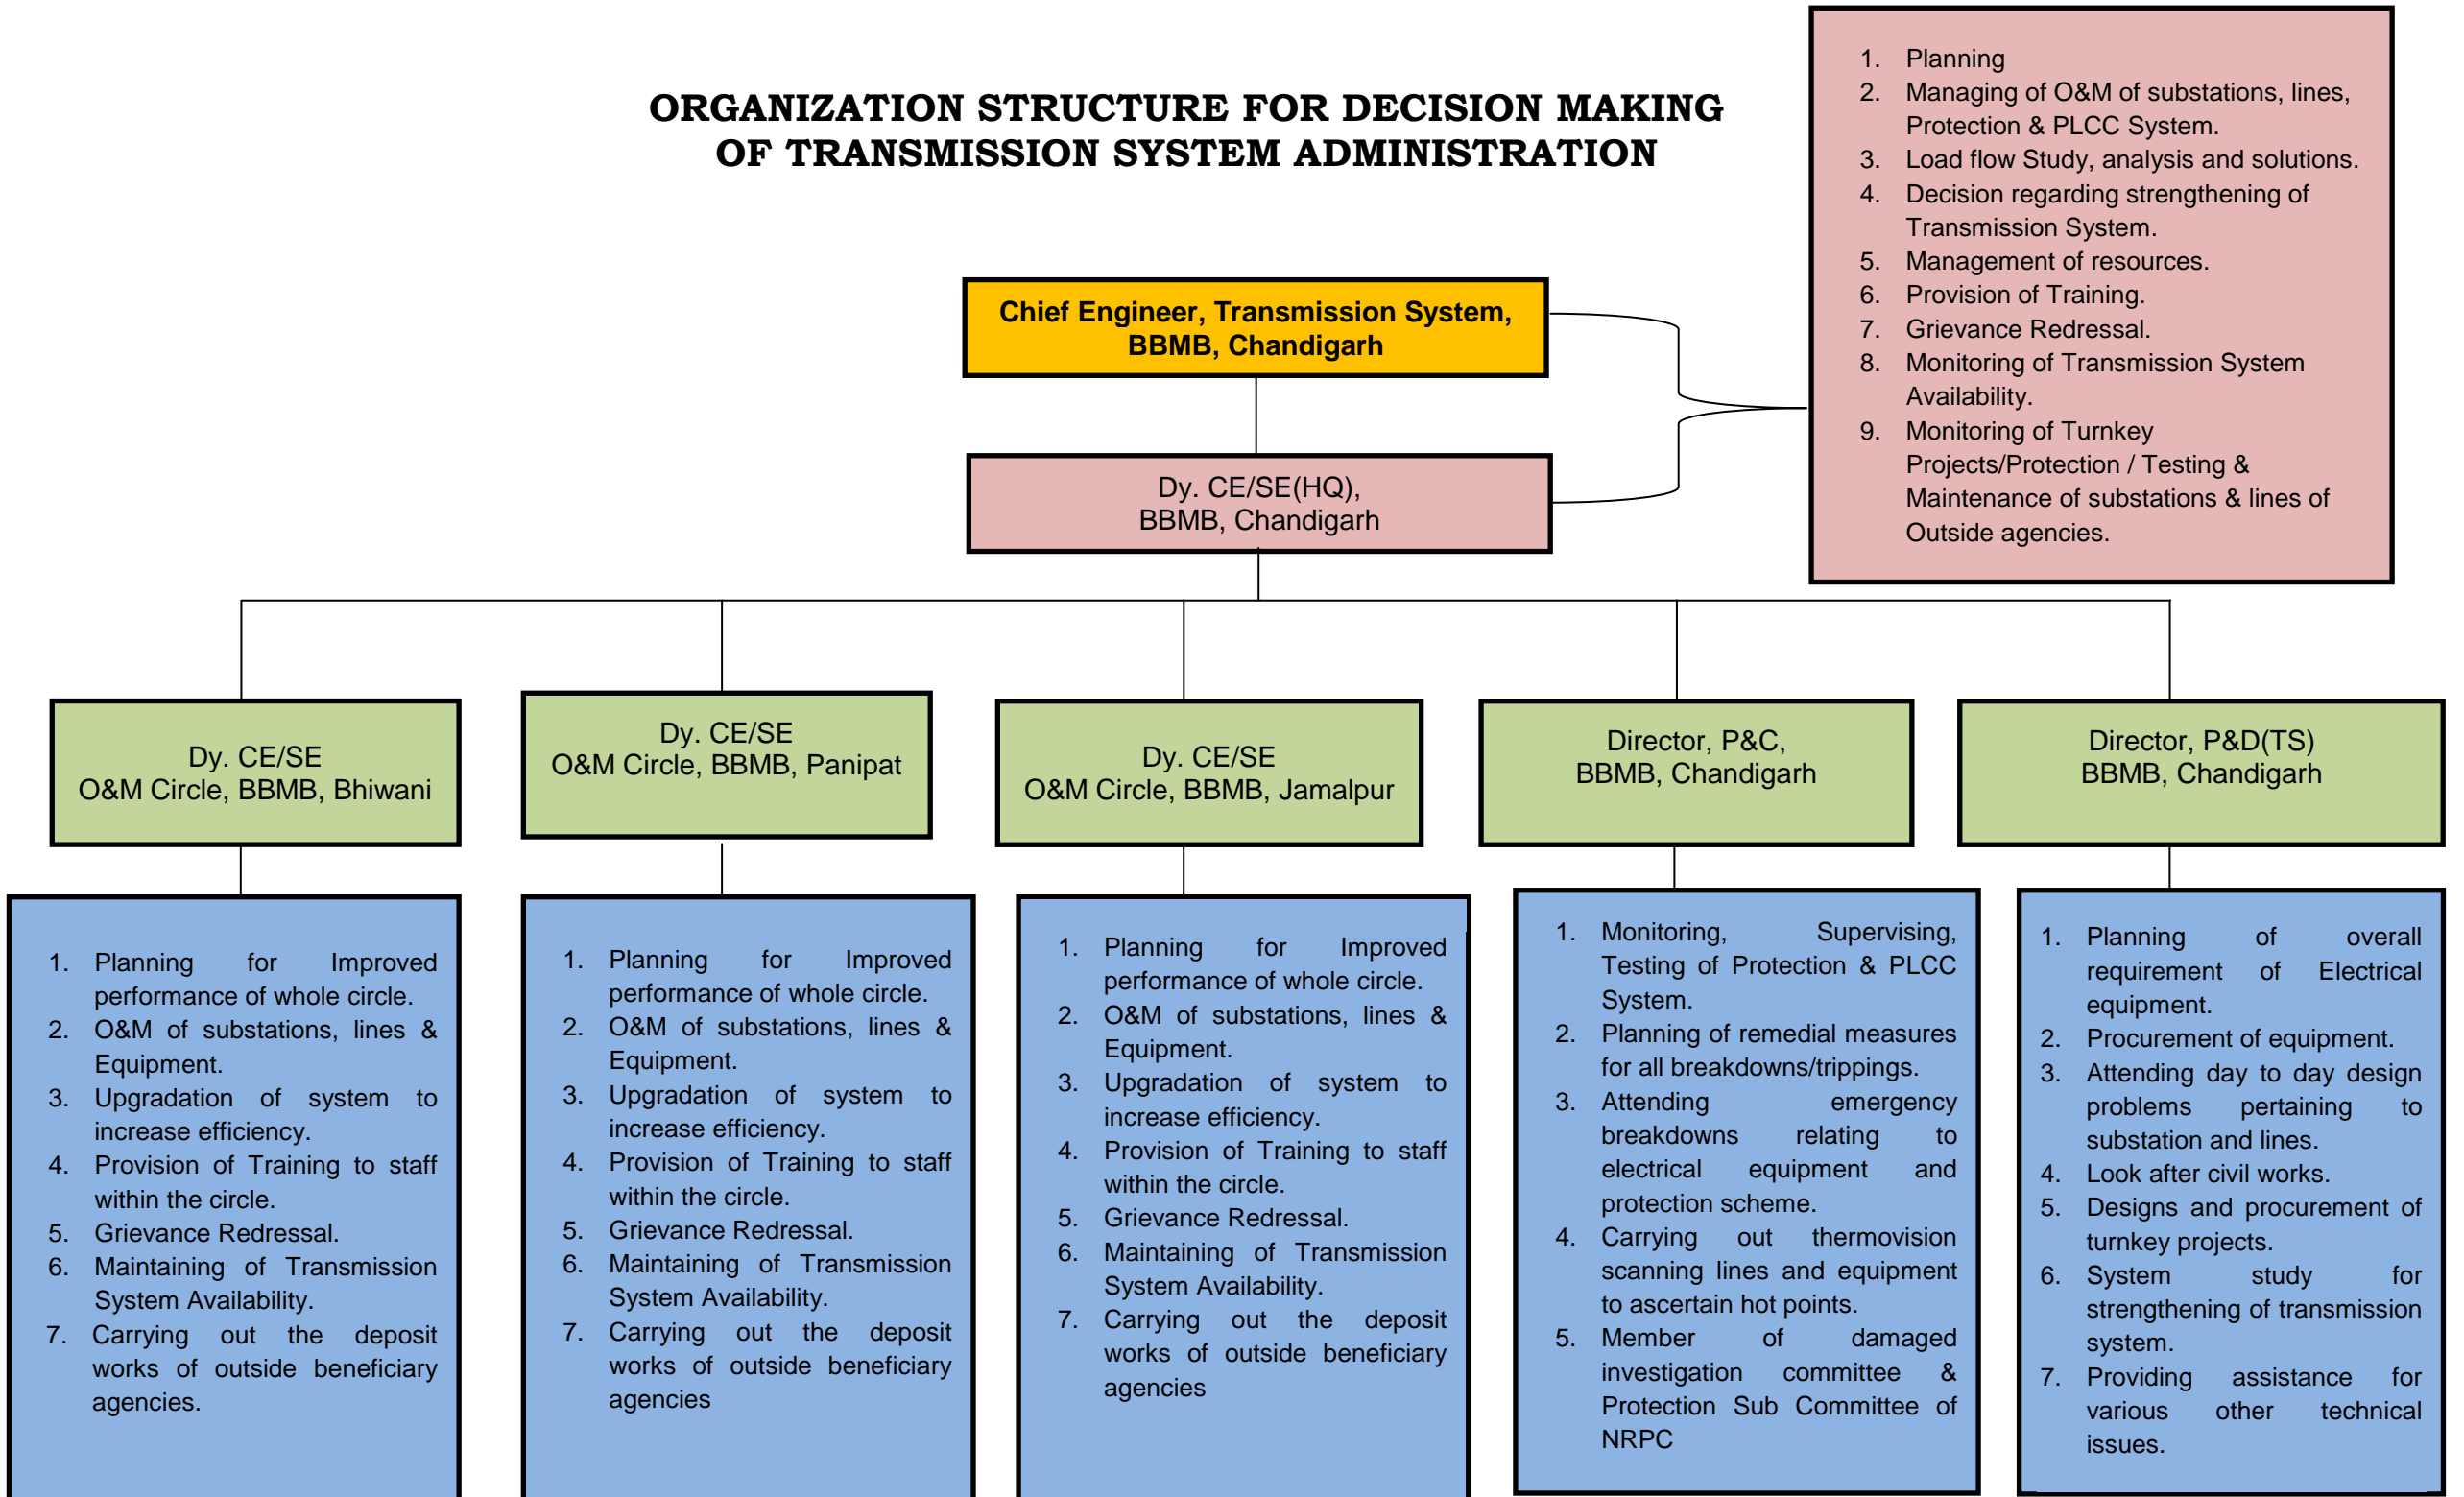 ORGANIZATION STRUCTURE FOR DECISION MAKING
OF TRANSMISSION SYSTEM ADMINISTRATION
1. Planning
2. Managing of O&M of substations, lines,
Protection & PLCC System.
3. Load flow Study, analysis and solutions.
4. Decision regarding strengthening of
Transmission System.
5. Management of resources.
6. Provision of Training.
7. Grievance Redressal.
8. Monitoring of Transmission System
Availability.
9. Monitoring of Turnkey
Projects/Protection / Testing &
Maintenance of substations & lines of
Outside agencies.
Chief Engineer, Transmission System,
BBMB, Chandigarh
Dy. CE/SE(HQ),
BBMB, Chandigarh
Dy. CE/SE
O&M Circle, BBMB, Bhiwani
Dy. CE/SE
O&M Circle, BBMB, Panipat
Dy. CE/SE
O&M Circle, BBMB, Jamalpur
Director, P&C,
BBMB, Chandigarh
Director, P&D(TS)
BBMB, Chandigarh
1. Planning for Improved
performance of whole circle.
2. O&M of substations, lines &
Equipment.
3. Upgradation of system to
increase efficiency.
4. Provision of Training to staff
within the circle.
5. Grievance Redressal.
6. Maintaining of Transmission
System Availability.
7. Carrying out the deposit
works of outside beneficiary
agencies.
1. Planning for Improved
performance of whole circle.
2. O&M of substations, lines &
Equipment.
3. Upgradation of system to
increase efficiency.
4. Provision of Training to staff
within the circle.
5. Grievance Redressal.
6. Maintaining of Transmission
System Availability.
7. Carrying out the deposit
works of outside beneficiary
agencies
1. Planning for Improved
performance of whole circle.
2. O&M of substations, lines &
Equipment.
3. Upgradation of system to
increase efficiency.
4. Provision of Training to staff
within the circle.
5. Grievance Redressal.
6. Maintaining of Transmission
System Availability.
7. Carrying out the deposit
works of outside beneficiary
agencies
1. Monitoring, Supervising,
Testing of Protection & PLCC
System.
2. Planning of remedial measures
for all breakdowns/trippings.
3. Attending emergency
breakdowns relating to
electrical equipment and
protection scheme.
4. Carrying out thermovision
scanning lines and equipment
to ascertain hot points.
5. Member of damaged
investigation committee &
Protection Sub Committee of
NRPC
1. Planning of overall
requirement of Electrical
equipment.
2. Procurement of equipment.
3. Attending day to day design
problems pertaining to
substation and lines.
4. Look after civil works.
5. Designs and procurement of
turnkey projects.
6. System study for
strengthening of transmission
system.
7. Providing assistance for
various other technical
issues.